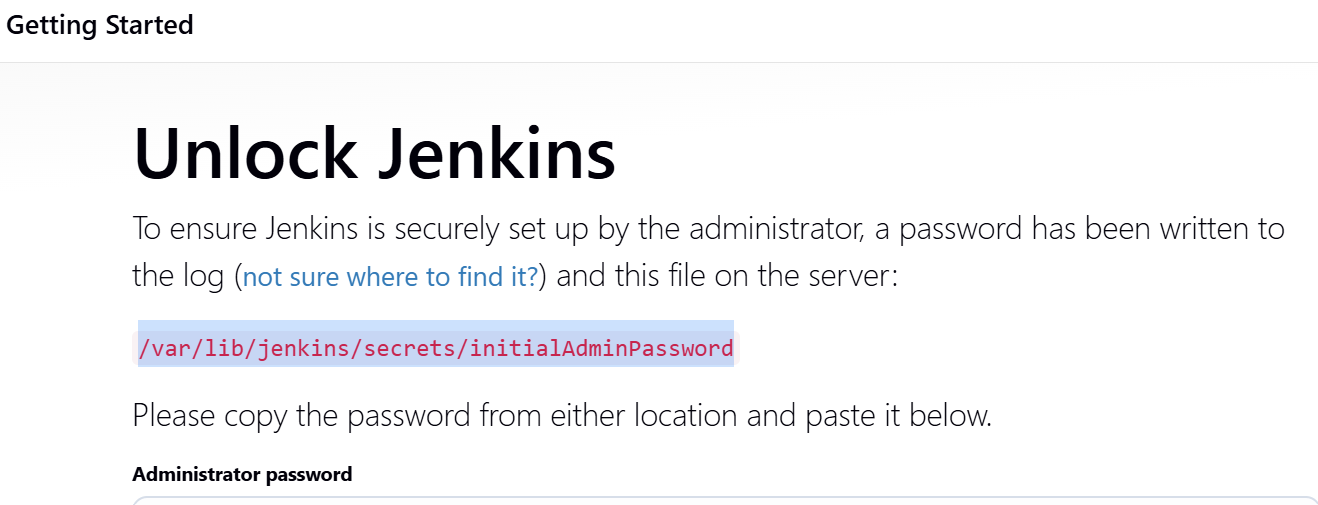 Getting Started
Unlock Jenkins
To ensure Jenkins is securely set up by the administrator, a password has been written to
the log (not sure where to find it?) and this file on the server:
/var/lib/jenkins/secrets/initialAdminPassword
Please copy the password from either location and paste it below.
Administrator password